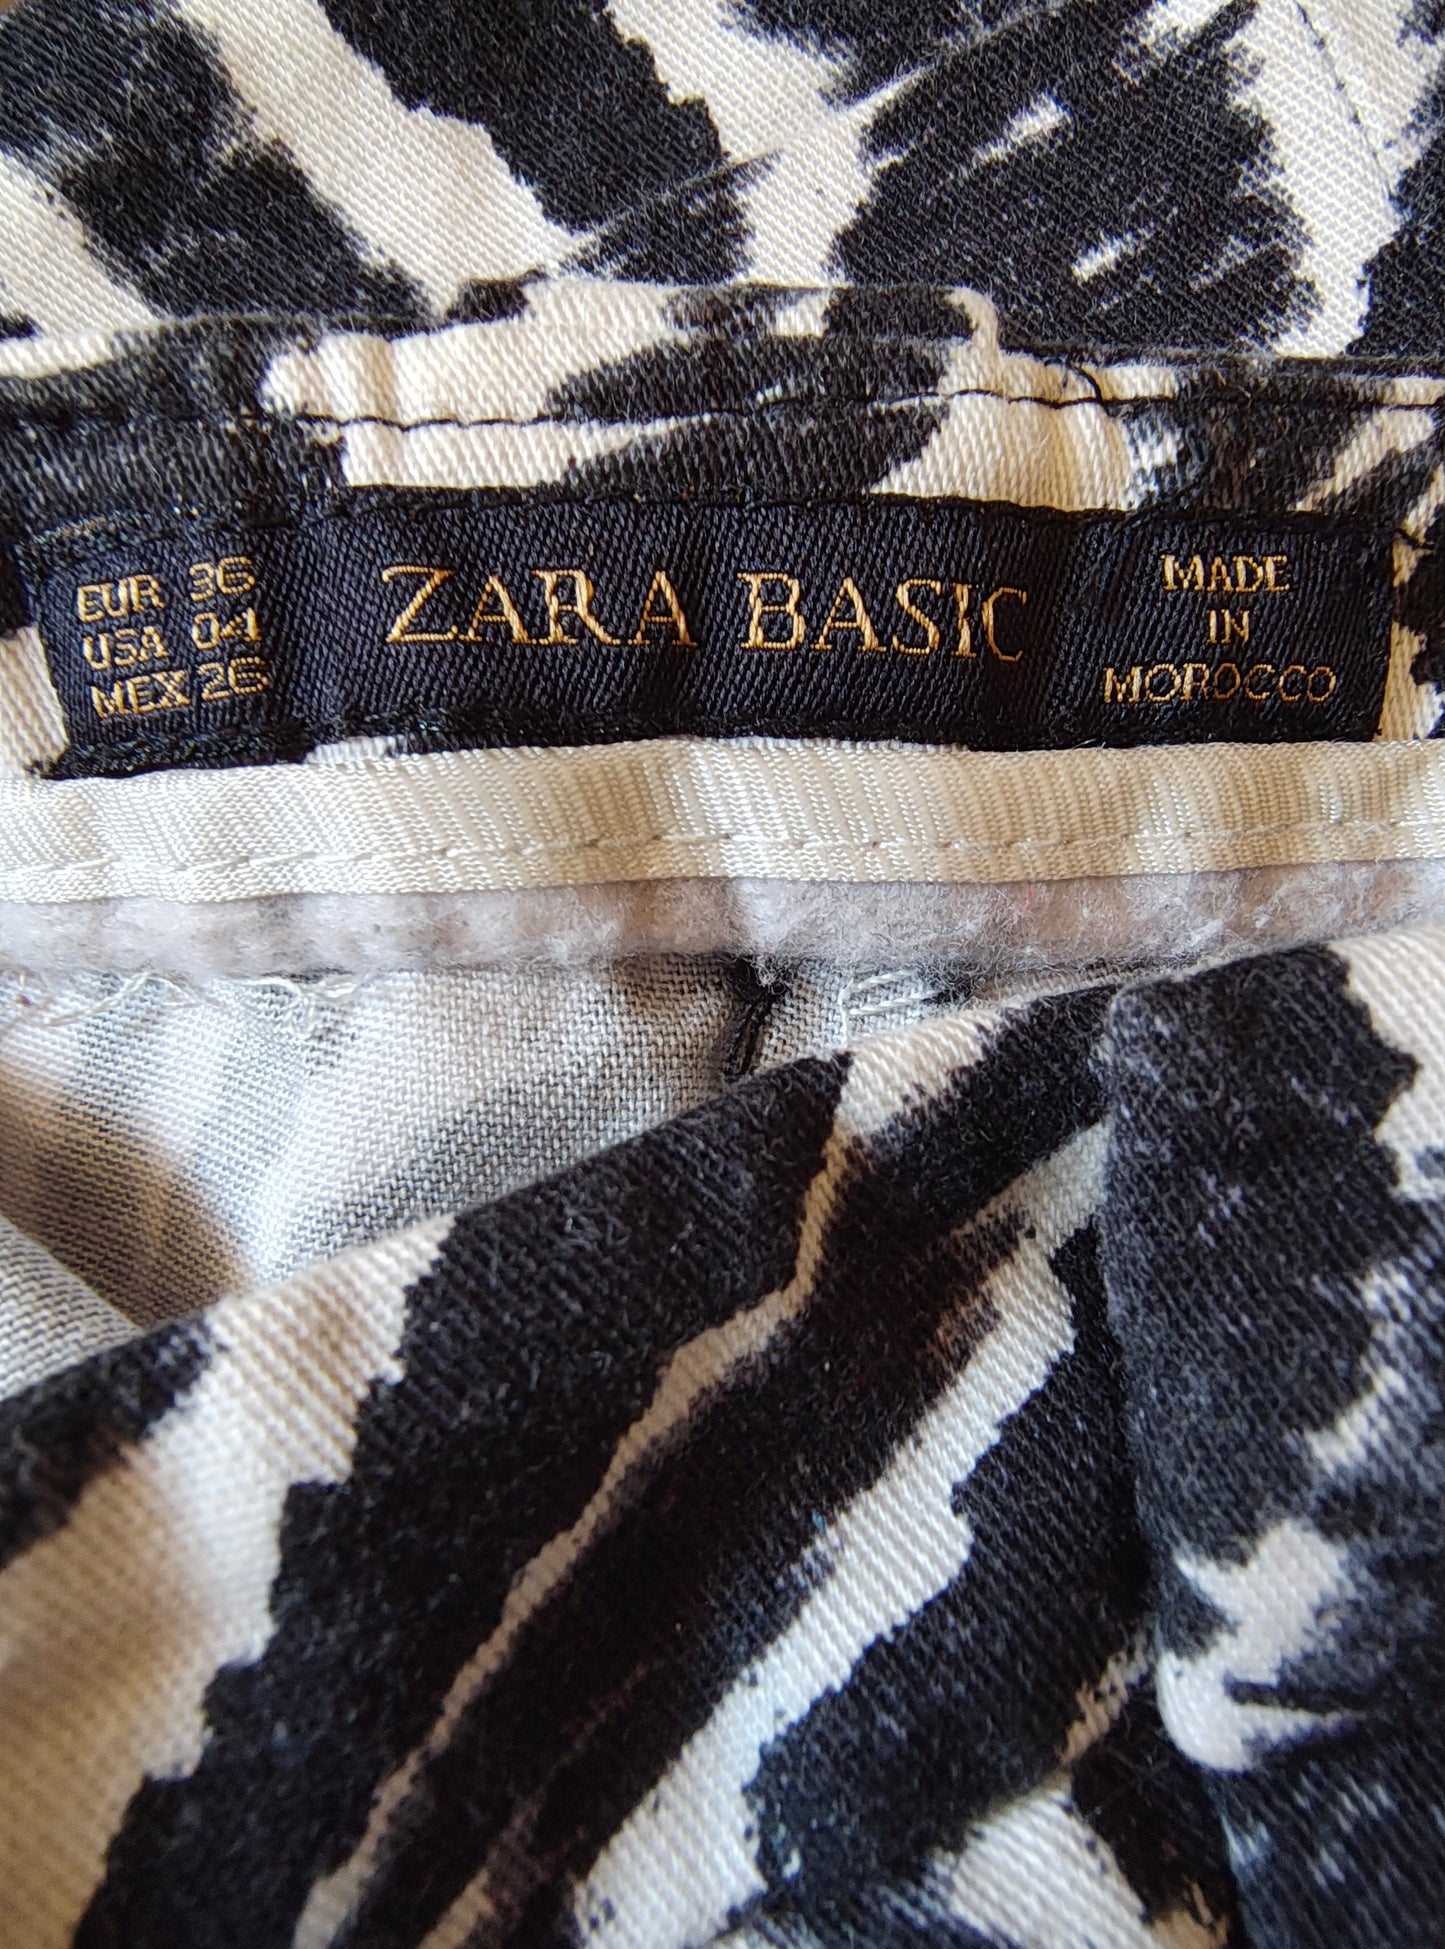 EUR 36
USA 04
MEX 26
ZARA BASIC
MADE
IN
MOROCCO